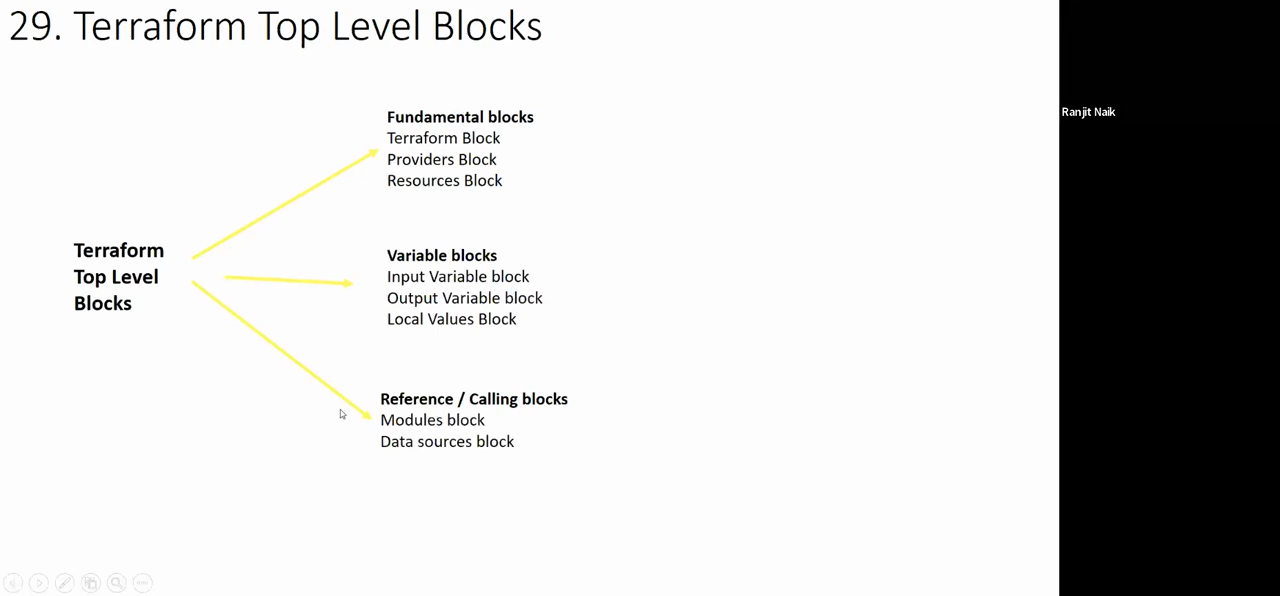 29. Terraform Top Level Blocks
Ranjit Naik
Fundamental blocks
Terraform Block
Providers Block
Resources Block
Terraform
Top Level
Blocks
Variable blocks
Input Variable block
Output Variable block
Local Values Block
Reference / Calling blocks
Modules block
Data sources block